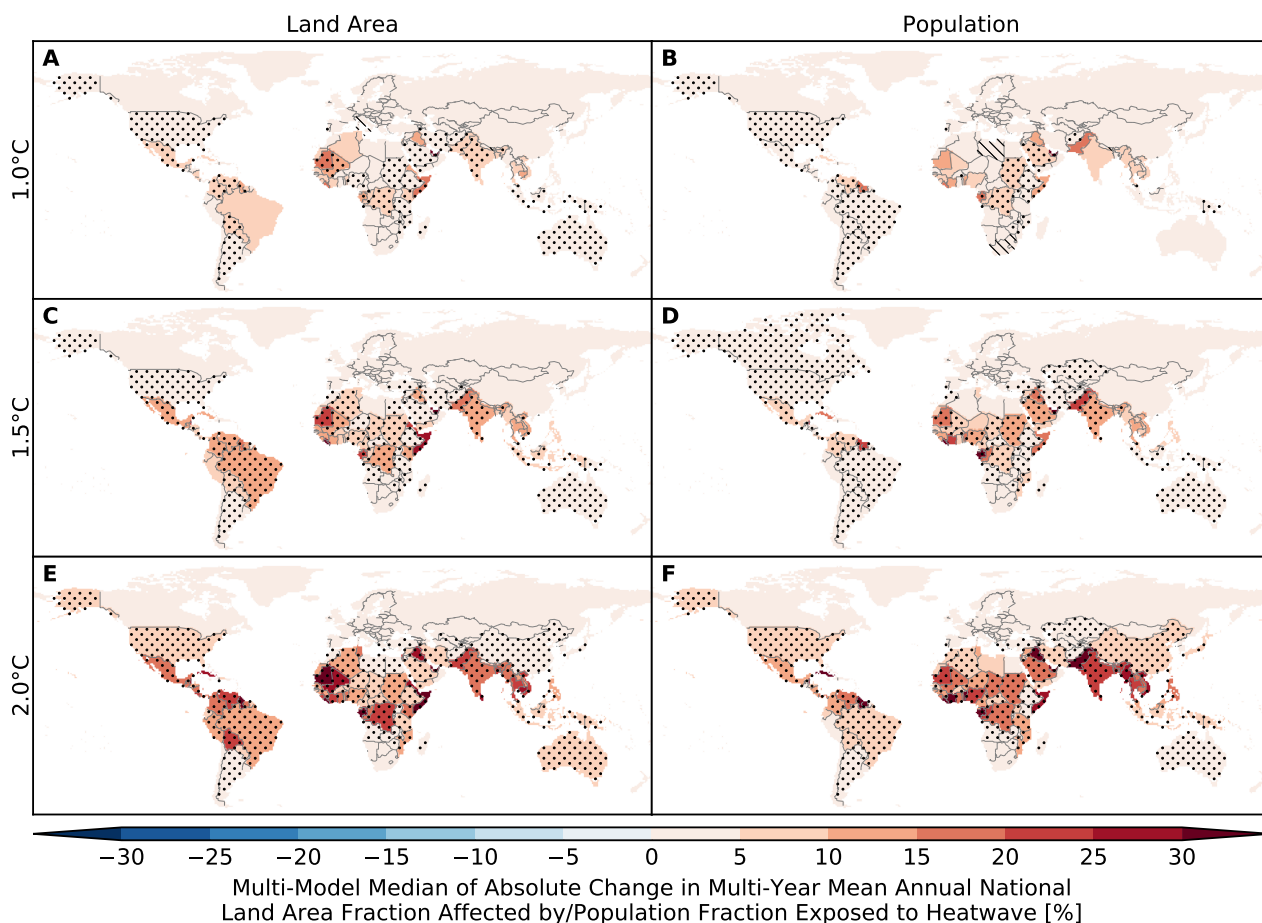 Land Area
Population
A
B
1.0°C
C
D
1.5°C
E
F
2.0°C
−30 −25 −20 −15 −10 −5 0 5 10 15 20 25 30
Multi-Model Median of Absolute Change in Multi-Year Mean Annual National
Land Area Fraction Affected by/Population Fraction Exposed to Heatwave [%]